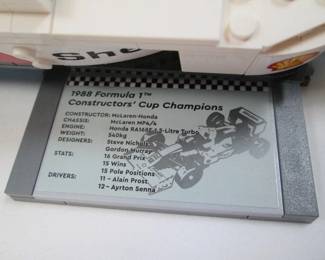 She
1988 Formula 1™
Constructors' Cup Champions
CONSTRUCTOR: McLaren-Honda
CHASSIS: McLaren MP4/4
ENGINE: Honda RA168E 1.5-Litre Turbo
WEIGHT: 540kg
DESIGNERS: Steve Nichols
Gordon Murray
STATS: 16 Grand Prix
15 Wins
15 Pole Positions
DRIVERS: 11 - Alain Prost
12 - Ayrton Senna